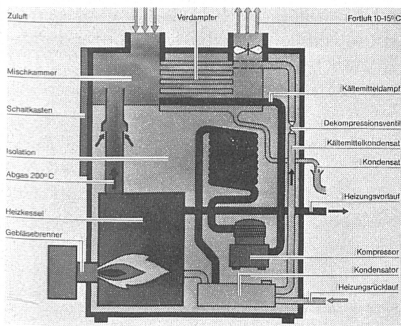 Zuluft
Verdampfer
Fortluft 10-15°C
Mischkammer
Kältemitteldampf
Schaltkasten
Dekompressionsventil
Kältemittelkondensat
Isolation
Kondensat
Abgas 200°C
Heizungsvorlauf
Heizkessel
Gebläsebrenner
Kompressor
Kondensator
Heizungsrücklauf